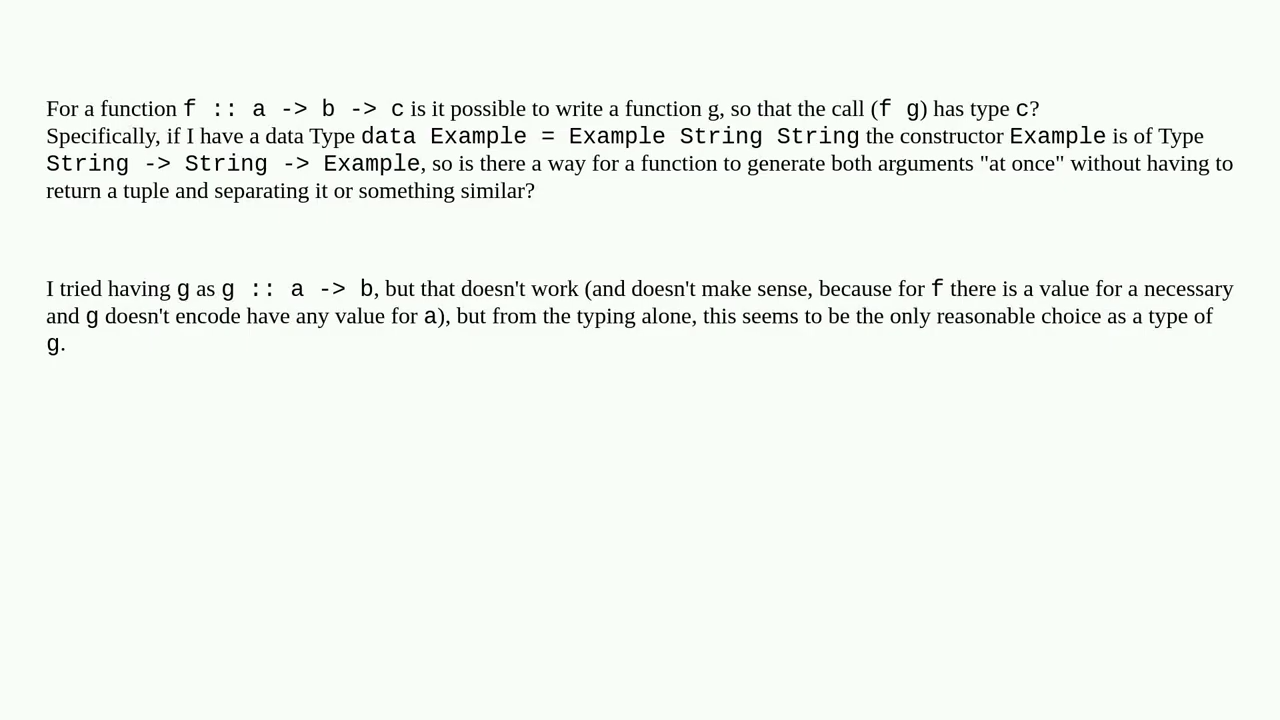 For a function f :: a -> b -> c is it possible to write a function g, so that the call (f g) has type c?
Specifically, if I have a data Type data Example = Example String String the constructor Example is of Type
String -> String -> Example, so is there a way for a function to generate both arguments "at once" without having to
return a tuple and separating it or something similar?
I tried having g as g :: a -> b, but that doesn't work (and doesn't make sense, because for f there is a value for a necessary
and g doesn't encode have any value for a), but from the typing alone, this seems to be the only reasonable choice as a type of
g.